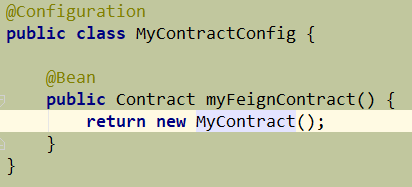 @Configuration
public class MyContractConfig {
@Bean
public Contract myFeignContract() {
return new MyContract();
}
}